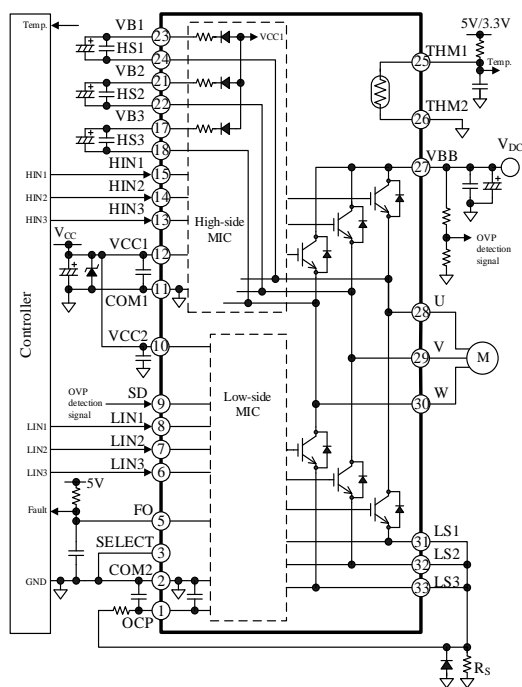 Controller
Temp.
VB1
23
HS1
24
VB2
21
HS2
22
VB3
17
HS3
18
HIN1
HIN1
15
HIN2
HIN2
14
HIN3
HIN3
13
VCC
VCC1
12
COM1
11
VCC2
10
OVP
detection
signal
SD
9
LIN1
LIN1
8
LIN2
LIN2
7
LIN3
LIN3
6
5V
Fault
FO
5
SELECT
3
GND
COM2
2
OCP
1
VCC1
High-side
MIC
Low-side
MIC
5V/3.3V
THM1
25
Temp.
THM2
26
VBB
27
VDC
OVP
detection
signal
U
28
V
29
M
W
30
LS1
31
LS2
32
LS3
33
RS